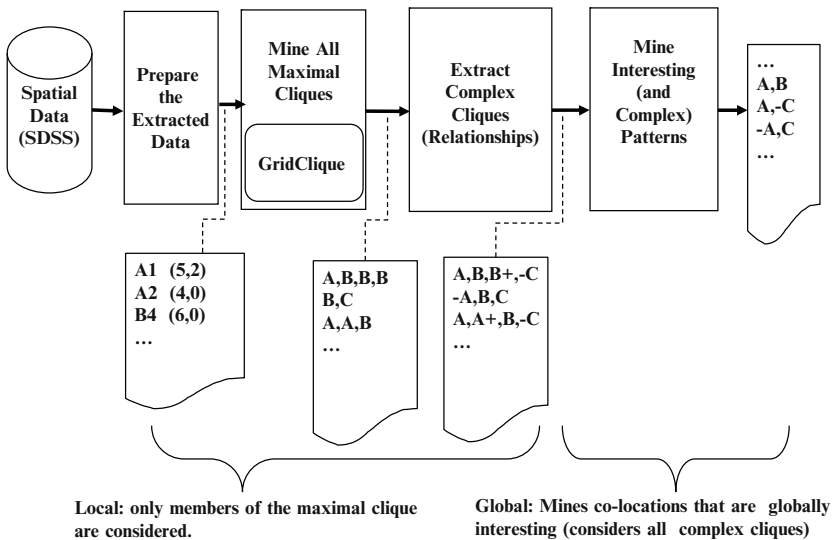 Spatial
Data
(SDSS)
Prepare
the
Extracted
Data
Mine All
Maximal
Cliques
GridClique
Extract
Complex
Cliques
(Relationships)
Mine
Interesting
(and
Complex)
Patterns
…
A,B
A,-C
-A,C
…
A1 (5,2)
A2 (4,0)
B4 (6,0)
…
A,B,B,B
B,C
A,A,B
…
A,B,B+,-C
-A,B,C
A,A+,B,-C
…
Local: only members of the maximal clique
are considered.
Global: Mines co-locations that are globally
interesting (considers all complex cliques)